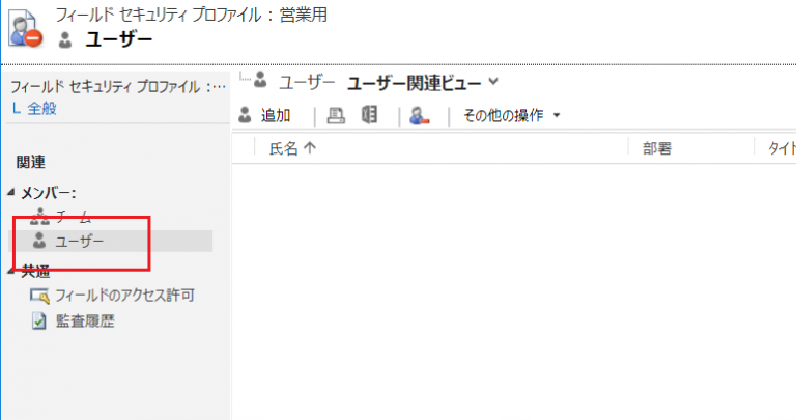 フィールド セキュリティ プロファイル : 営業用
ユーザー
フィールド セキュリティ プロファイル : …
全般
関連
メンバー:
チーム
ユーザー
共通
フィールドのアクセス許可
監査履歴
ユーザー ユーザー関連ビュー
追加 その他の操作
氏名 部署 タイト